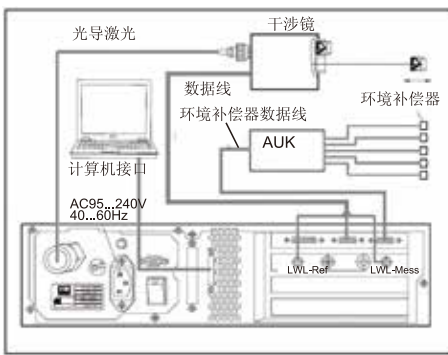 光导激光
干涉镜
数据线
环境补偿器
环境补偿器数据线
AUK
计算机接口
AC95...240V
40...60Hz
LWL-Ref
LWL-Mess